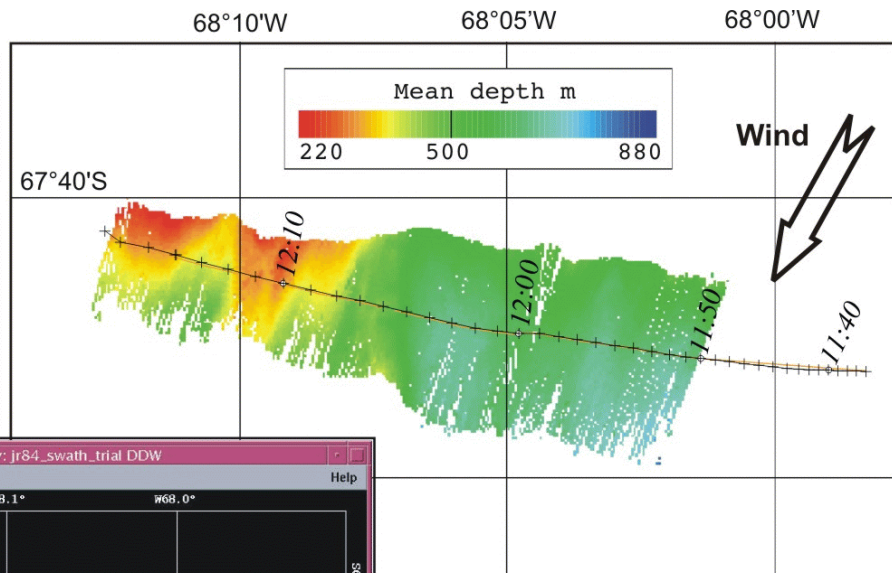 68°10'W 68°05'W 68°00'W
Mean depth m
220 500 880
Wind
67°40'S
12:10
12:00
11:50
11:40
jr84_swath_trial DDW
Help
W68.0°